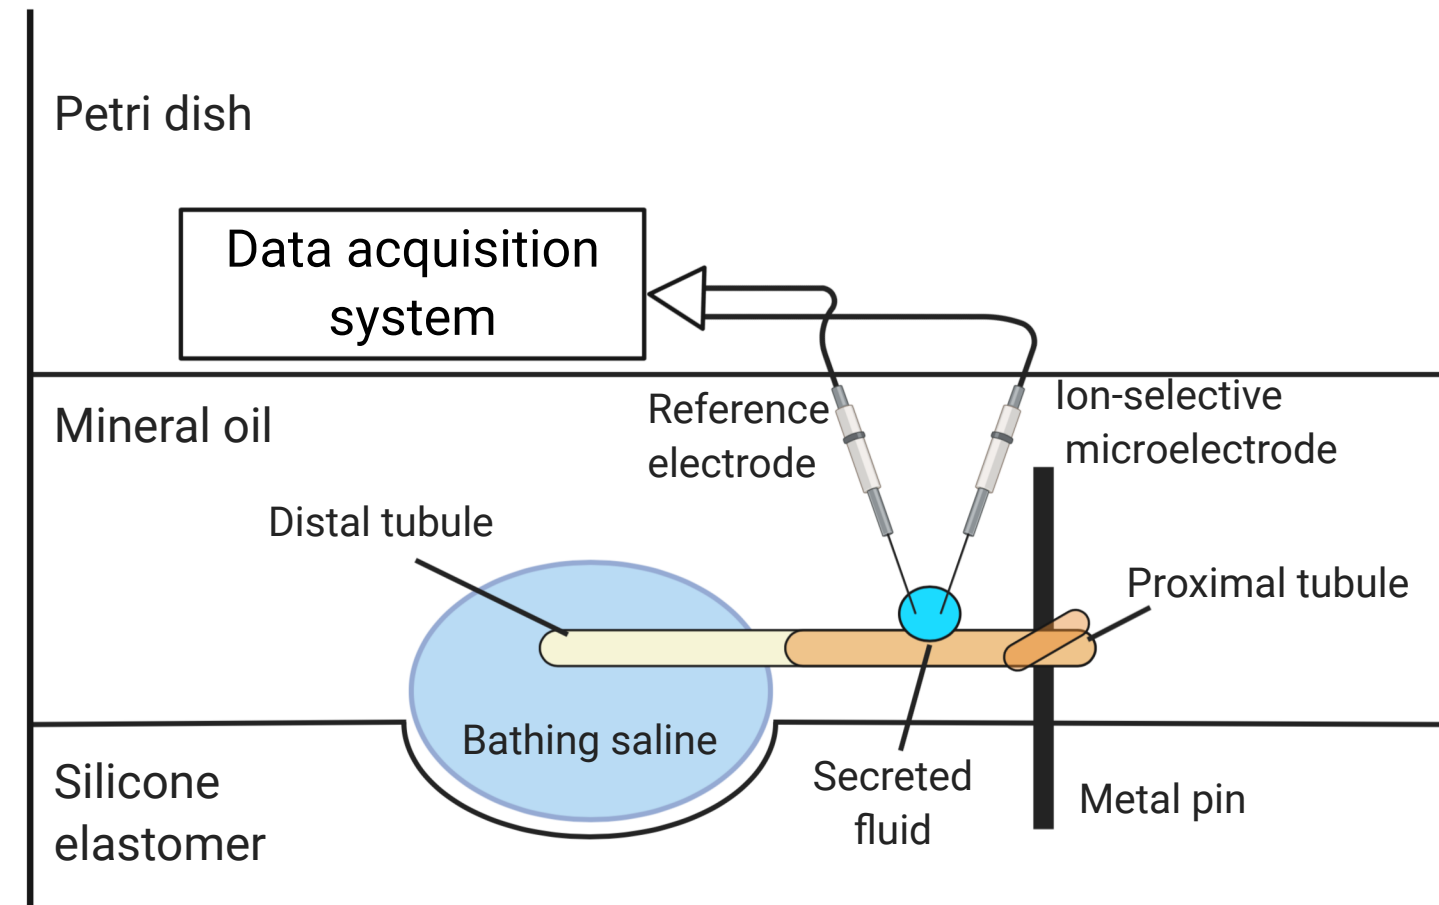 Petri dish
Data acquisition
system
Mineral oil
Reference
electrode
Ion-selective
microelectrode
Distal tubule
Proximal tubule
Bathing saline
Secreted
fluid
Metal pin
Silicone
elastomer